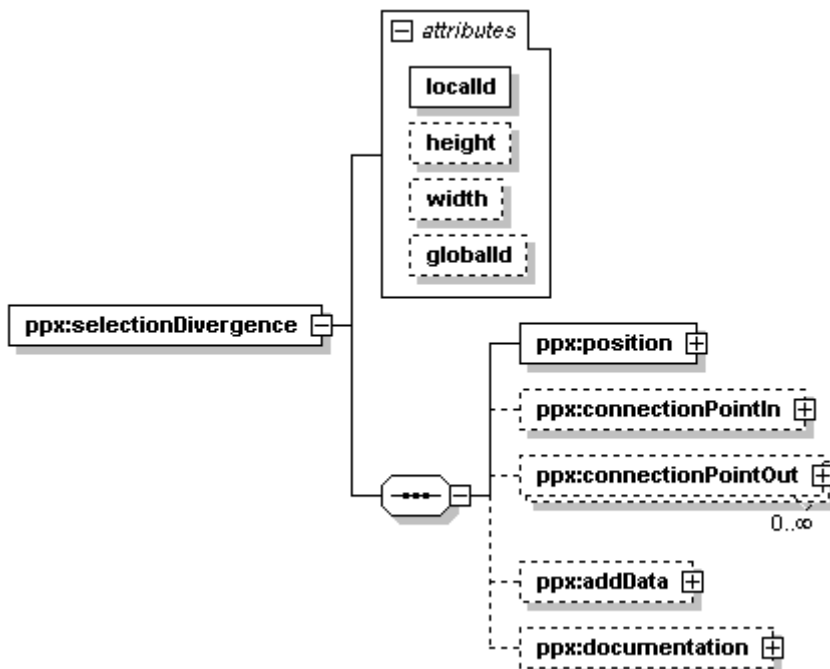 attributes
localId
height
width
globalId
ppx:selectionDivergence
ppx:position
ppx:connectionPointIn
ppx:connectionPointOut
0..∞
ppx:addData
ppx:documentation